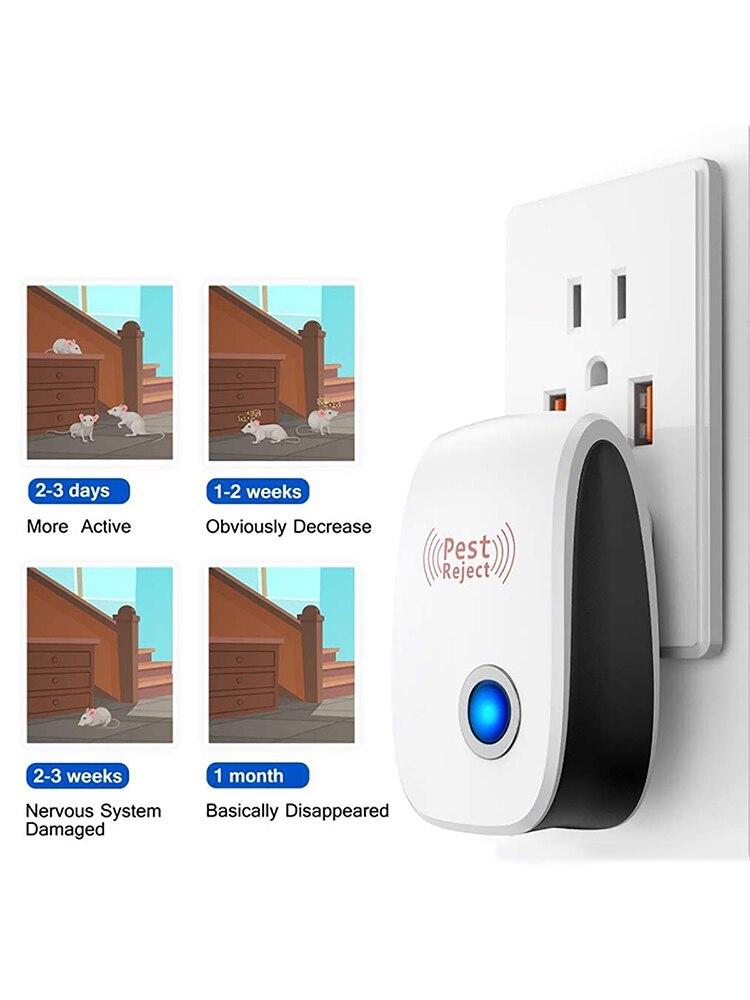 2-3 days
More Active
1-2 weeks
Obviously Decrease
2-3 weeks
Nervous System
Damaged
1 month
Basically Disappeared
Pest
Reject